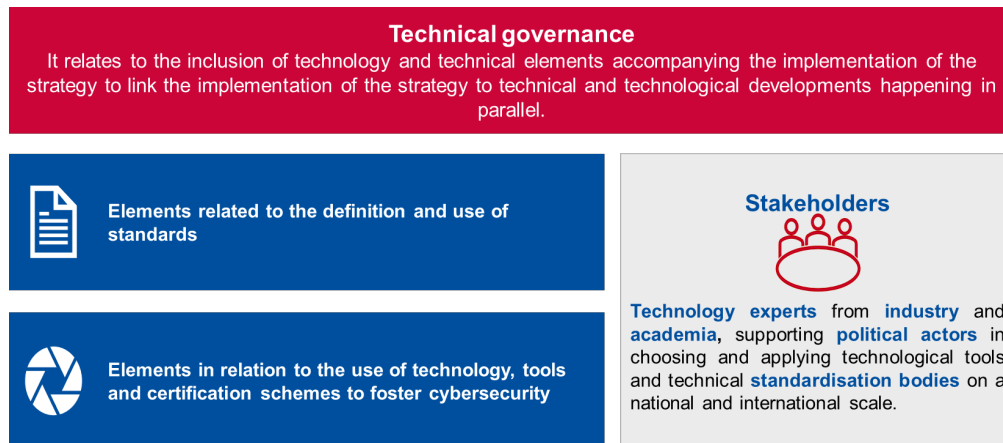 Technical governance
It relates to the inclusion of technology and technical elements accompanying the implementation of the
strategy to link the implementation of the strategy to technical and technological developments happening in
parallel.
Elements related to the definition and use of
standards
Elements in relation to the use of technology, tools
and certification schemes to foster cybersecurity
Stakeholders
Technology experts from industry and
academia, supporting political actors in
choosing and applying technological tools
and technical standardisation bodies on a
national and international scale.